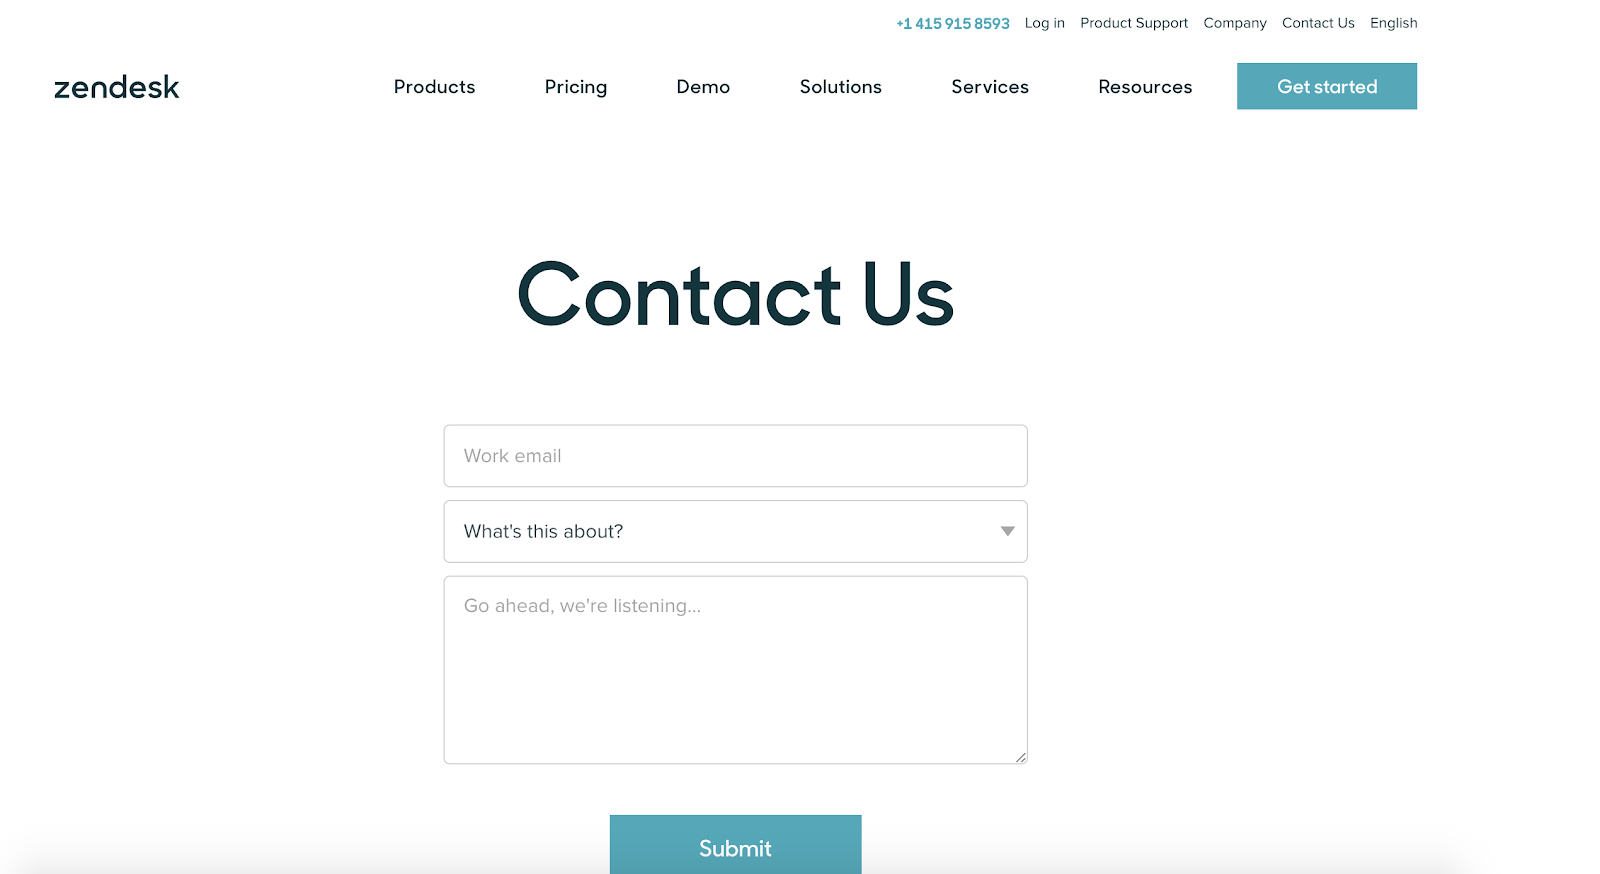 +1 415 915 8593 Log in Product Support Company Contact Us English
zendesk Products Pricing Demo Solutions Services Resources Get started
Contact Us
Work email
What's this about?
Go ahead, we're listening...
Submit